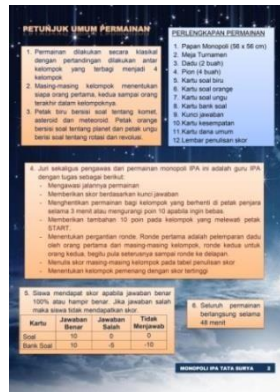 PETUNJUK UMUM PERMAINAN
1. Permainan dilakukan secara klasikal
dengan pertandingan dilakukan antar
kelompok yang terbagi menjadi 4
kelompok
2. Masing-masing kelompok menentukan
siapa orang pertama, kedua sampai orang
terakhir dalam kelompoknya.
3. Petak biru bersisi soal tentang komet,
asteroid dan meteoroid. Petak orange
bersisi soal tentang planet dan petak ungu
berisi soal tentang rotasi dan revolusi.
PERLENGKAPAN PERMAINAN
1. Papan Monopoli (56 x 56 cm)
2. Meja Turnamen
3. Dadu (2 buah)
4. Pion (4 buah)
5. Kartu soal biru
6. Kartu soal orange
7. Kartu soal ungu
8. Kartu bank soal
9. Kunci jawaban
10. Kartu kesempatan
11. Kartu dana umum
12. Lembar penulisan skor
4. Juri sekaligus pengawas dari permainan monopoli IPA ini adalah guru IPA
dengan tugas sebagai berikut:
- Mengawasi jalannya permainan
- Memberikan skor berdasarkan kunci jawaban
- Menghentikan permainan bagi kelompok yang berhenti di petak penjara
selama 3 menit atau mengurangi poin 10 apabila ingin bebas.
- Memberikan tambahan 10 poin pada kelompok yang melewati petak
START.
- Menentukan pergantian ronde. Ronde pertama adalah pelemparan dadu
oleh orang pertama dari masing-masing kelompok, ronde kedua untuk
orang kedua, begitu pula seterusnya sampai ronde ke delapan.
- Menulis skor masing-masing kelompok pada tabel penulisan skor
- Menentukan kelompok pemenang dengan skor tertinggi
5. Siswa mendapat skor apabila jawaban benar
100% atau hampir benar. Jika jawaban salah
maka siswa tidak mendapatkan skor.
Kartu Jawaban Benar Jawaban Salah Tidak Menjawab
Soal 10 0 0
Bank Soal 10 -5 -10
6. Seluruh permainan
berlangsung selama
48 menit
MONOPOLI IPA TATA SURYA